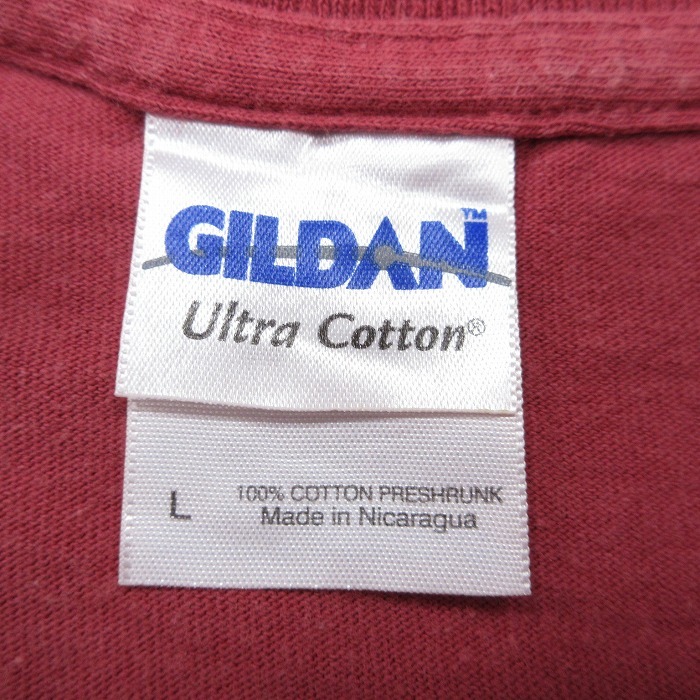 GILDAN™
Ultra Cotton®
L
100% COTTON PRESHRUNK
Made in Nicaragua